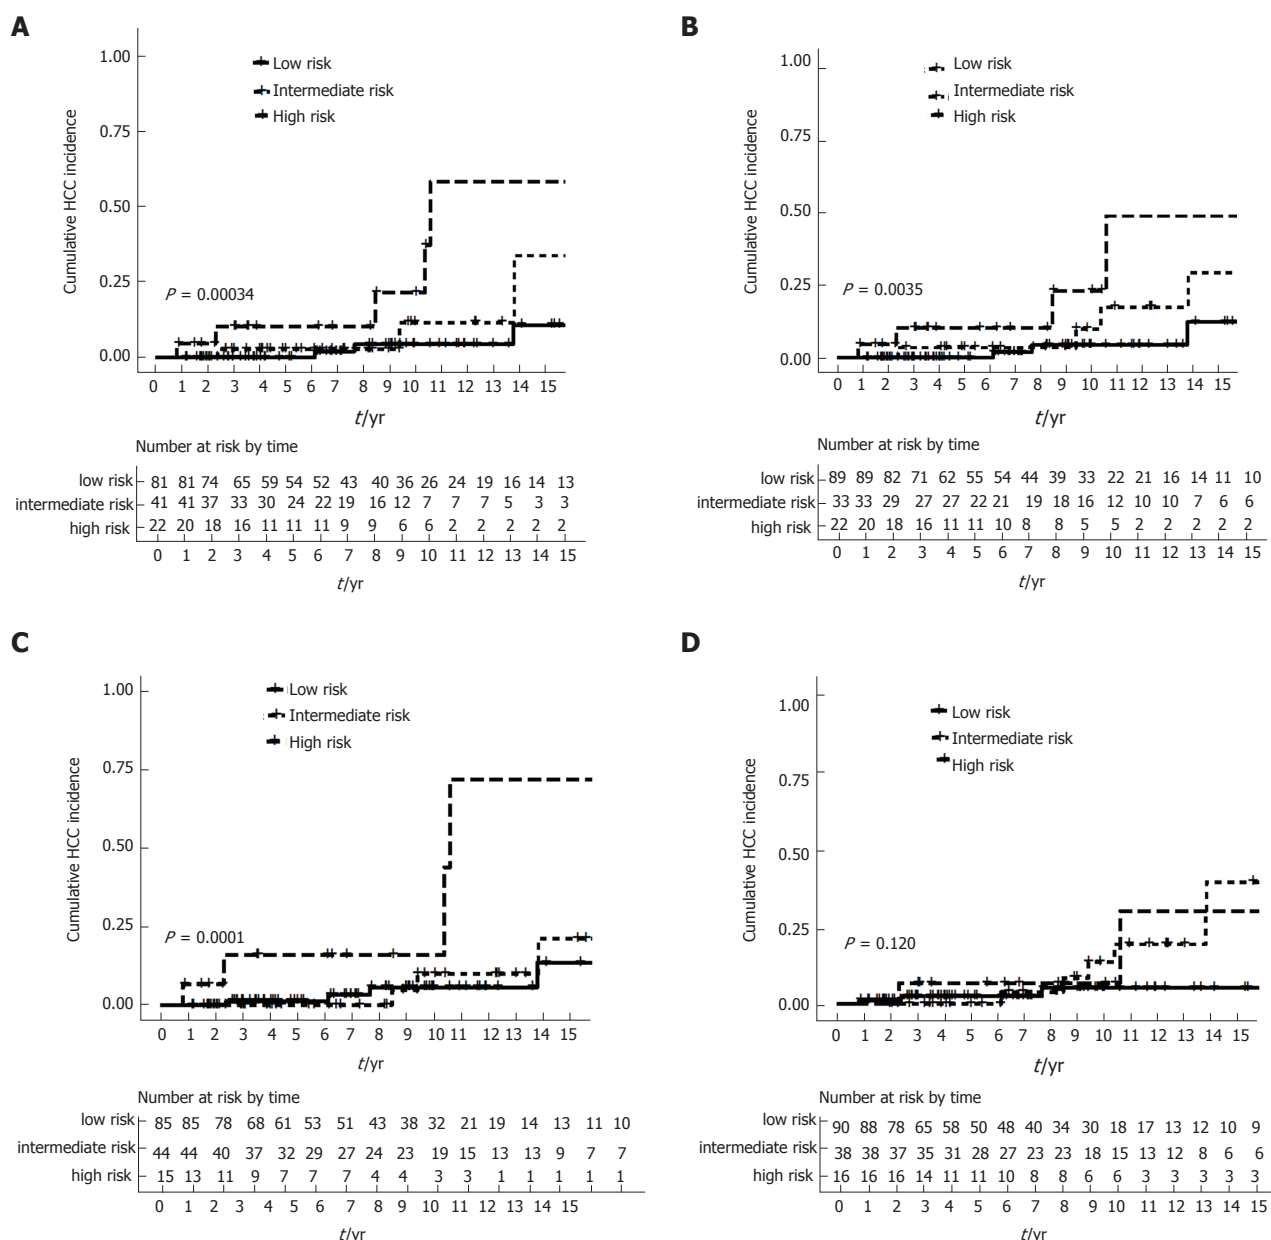 A
1.00
0.75
0.50
0.25
0.00
Cumulative HCC incidence
Low risk
Intermediate risk
High risk
P = 0.00034
0 1 2 3 4 5 6 7 8 9 10 11 12 13 14 15
t/yr
Number at risk by time
low risk 81 81 74 65 59 54 52 43 40 36 26 24 19 16 14 13
intermediate risk 41 41 37 33 30 24 22 19 16 12 7 7 7 5 3 3
high risk 22 20 18 16 11 11 11 9 9 6 6 2 2 2 2 2
0 1 2 3 4 5 6 7 8 9 10 11 12 13 14 15
t/yr
B
1.00
0.75
0.50
0.25
0.00
Cumulative HCC incidence
Low risk
Intermediate risk
High risk
P = 0.0035
0 1 2 3 4 5 6 7 8 9 10 11 12 13 14 15
t/yr
Number at risk by time
low risk 89 89 82 71 62 55 54 44 39 33 22 21 16 14 11 10
intermediate risk 33 33 29 27 27 22 21 19 18 16 12 10 10 7 6 6
high risk 22 20 18 16 11 11 10 8 8 5 5 2 2 2 2 2
0 1 2 3 4 5 6 7 8 9 10 11 12 13 14 15
t/yr
C
1.00
0.75
0.50
0.25
0.00
Cumulative HCC incidence
Low risk
Intermediate risk
High risk
P = 0.0001
0 1 2 3 4 5 6 7 8 9 10 11 12 13 14 15
t/yr
Number at risk by time
low risk 85 85 78 68 61 53 51 43 38 32 21 19 14 13 11 10
intermediate risk 44 44 40 37 32 29 27 24 23 19 15 13 13 9 7 7
high risk 15 13 11 9 7 7 7 4 4 3 3 1 1 1 1 1
0 1 2 3 4 5 6 7 8 9 10 11 12 13 14 15
t/yr
D
1.00
0.75
0.50
0.25
0.00
Cumulative HCC incidence
Low risk
Intermediate risk
High risk
P = 0.120
0 1 2 3 4 5 6 7 8 9 10 11 12 13 14 15
t/yr
Number at risk by time
low risk 90 88 78 65 58 50 48 40 34 30 18 17 13 12 10 9
intermediate risk 38 38 37 35 31 28 27 23 23 18 15 13 12 8 6 6
high risk 16 16 16 14 11 11 10 8 8 6 6 3 3 3 3 3
0 1 2 3 4 5 6 7 8 9 10 11 12 13 14 15
t/yr